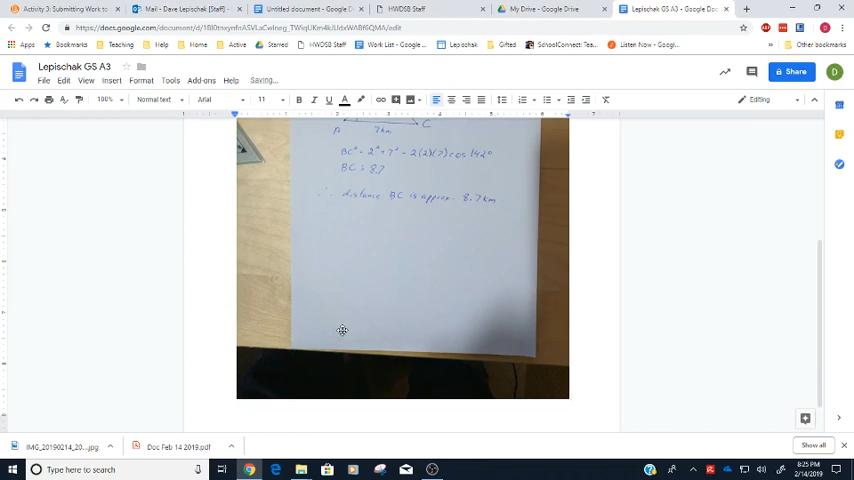 Activity 3: Submitting Work to
Mail - Dave Lepischak [Staff] -
Untitled document - Google D
HWDSB Staff
My Drive - Google Drive
Lepischak GS A3 - Google Doc
https://docs.google.com/document/d/
/edit
Apps
Bookmarks
Teaching
Help
HWDSB Staff
Home
Drive
Starred
Work List - Google
Lepischak
Gifted
SchoolConnect: Tea
Listen Now - Googl
Other bookmarks
Lepischak GS A3
File Edit View Insert Format Tools Add-ons Help Saving...
Share
D
100% Normal text Arial 11 B I U A Editing
C
A 7km
BC² = 2² + 7² - 2(2)(7) cos 142°
BC = 8.7
∴ distance BC is approx. 8.7 km
IMG_20190214_20....jpg
Doc Feb 14 2019.pdf
Show all
Type here to search
8:25 PM
2/14/2019